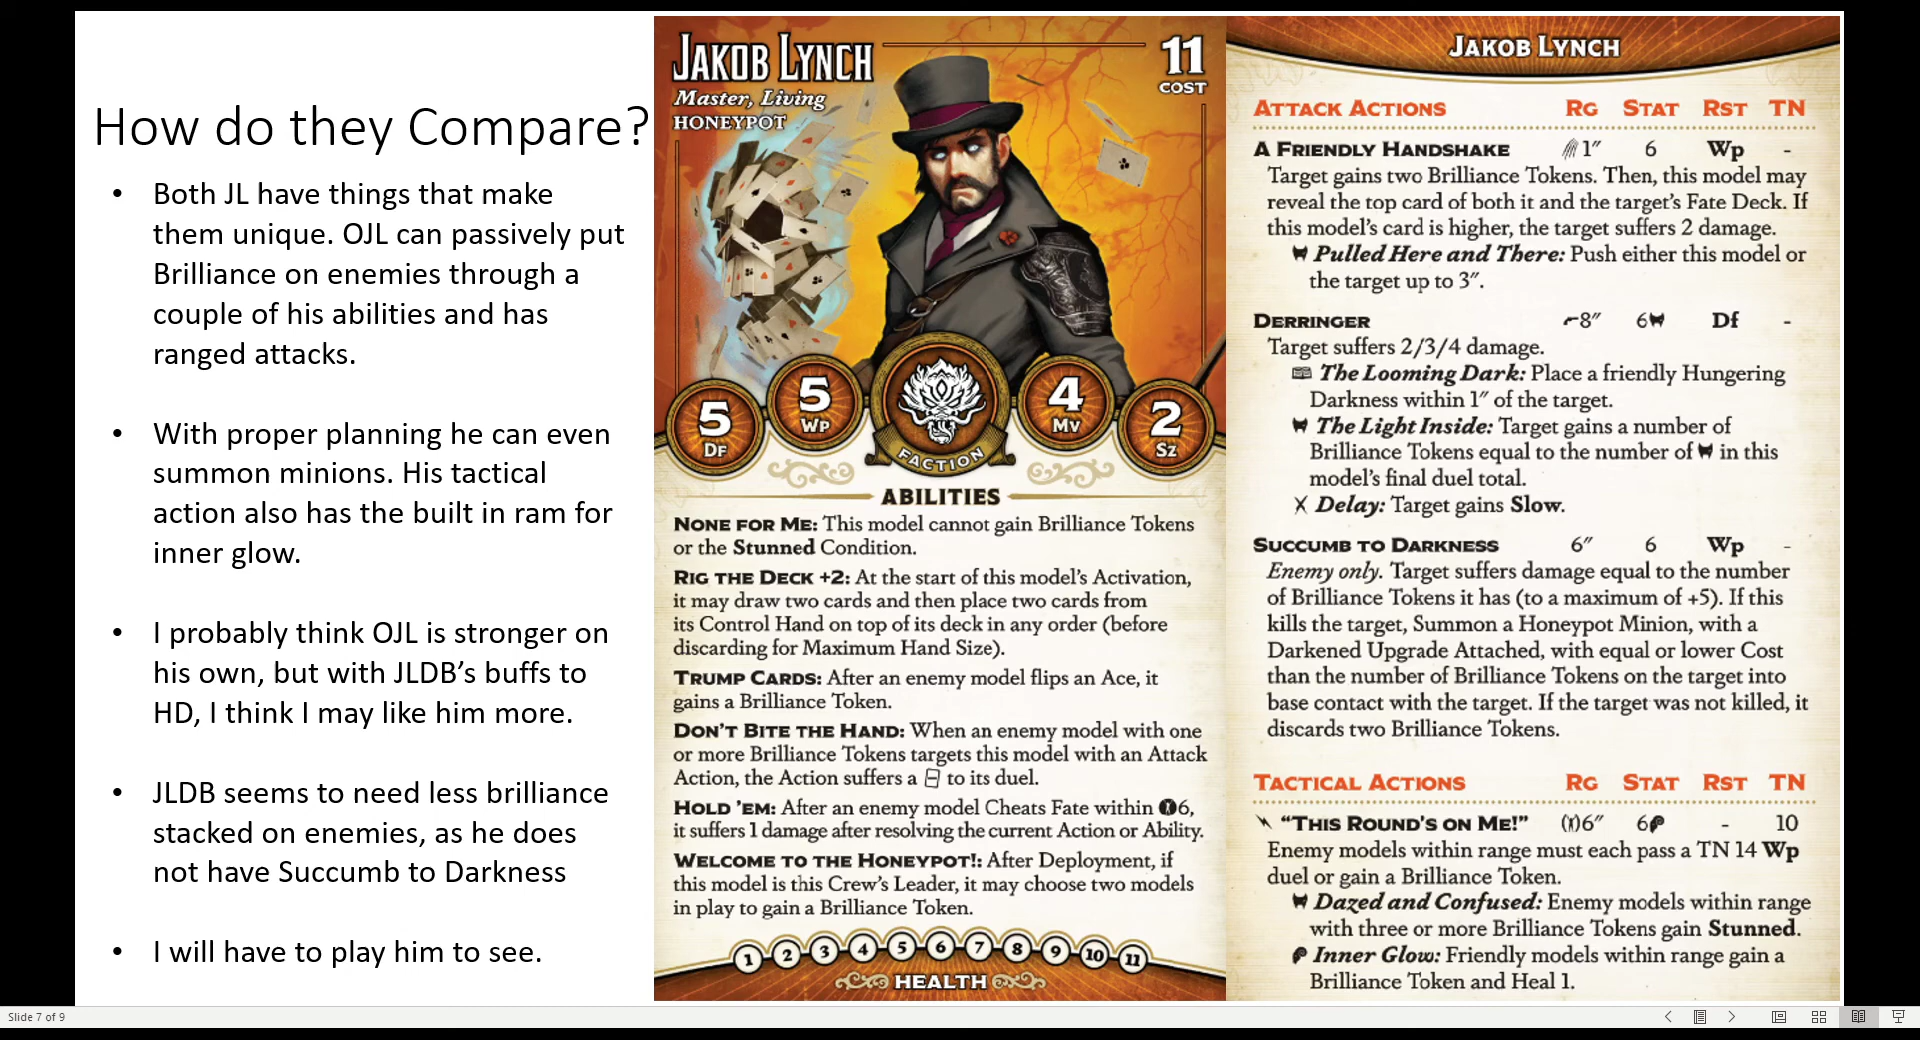 How do they Compare?
• Both JL have things that make
them unique. OJL can passively put
Brilliance on enemies through a
couple of his abilities and has
ranged attacks.
• With proper planning he can even
summon minions. His tactical
action also has the built in ram for
inner glow.
• I probably think OJL is stronger on
his own, but with JLDB’s buffs to
HD, I think I may like him more.
• JLDB seems to need less brilliance
stacked on enemies, as he does
not have Succumb to Darkness
• I will have to play him to see.
JAKOB LYNCH
11
COST
Master, Living
HONEYPOT
5
DF
5
WP
FACTION
4
MV
2
SZ
ABILITIES
NONE FOR ME: This model cannot gain Brilliance Tokens
or the Stunned Condition.
RIG THE DECK +2: At the start of this model’s Activation,
it may draw two cards and then place two cards from
its Control Hand on top of its deck in any order (before
discarding for Maximum Hand Size).
TRUMP CARDS: After an enemy model flips an Ace, it
gains a Brilliance Token.
DON’T BITE THE HAND: When an enemy model with one
or more Brilliance Tokens targets this model with an Attack
Action, the Action suffers a to its duel.
HOLD ’EM: After an enemy model Cheats Fate within 6,
it suffers 1 damage after resolving the current Action or Ability.
WELCOME TO THE HONEYPOT!: After Deployment, if
this model is this Crew’s Leader, it may choose two models
in play to gain a Brilliance Token.
1 2 3 4 5 6 7 8 9 10 11
HEALTH
JAKOB LYNCH
ATTACK ACTIONS RG STAT RST TN
A FRIENDLY HANDSHAKE 1″ 6 Wp -
Target gains two Brilliance Tokens. Then, this model may
reveal the top card of both it and the target’s Fate Deck. If
this model’s card is higher, the target suffers 2 damage.
Pulled Here and There: Push either this model or
the target up to 3″.
DERRINGER 8″ 6 Df -
Target suffers 2/3/4 damage.
The Looming Dark: Place a friendly Hungering
Darkness within 1″ of the target.
The Light Inside: Target gains a number of
Brilliance Tokens equal to the number of in this
model’s final duel total.
Delay: Target gains Slow.
SUCCUMB TO DARKNESS 6″ 6 Wp -
Enemy only. Target suffers damage equal to the number
of Brilliance Tokens it has (to a maximum of +5). If this
kills the target, Summon a Honeypot Minion, with a
Darkened Upgrade Attached, with equal or lower Cost
than the number of Brilliance Tokens on the target into
base contact with the target. If the target was not killed, it
discards two Brilliance Tokens.
TACTICAL ACTIONS RG STAT RST TN
“THIS ROUND’S ON ME!” 6″ 6 - 10
Enemy models within range must each pass a TN 14 Wp
duel or gain a Brilliance Token.
Dazed and Confused: Enemy models within range
with three or more Brilliance Tokens gain Stunned.
Inner Glow: Friendly models within range gain a
Brilliance Token and Heal 1.
Slide 7 of 9